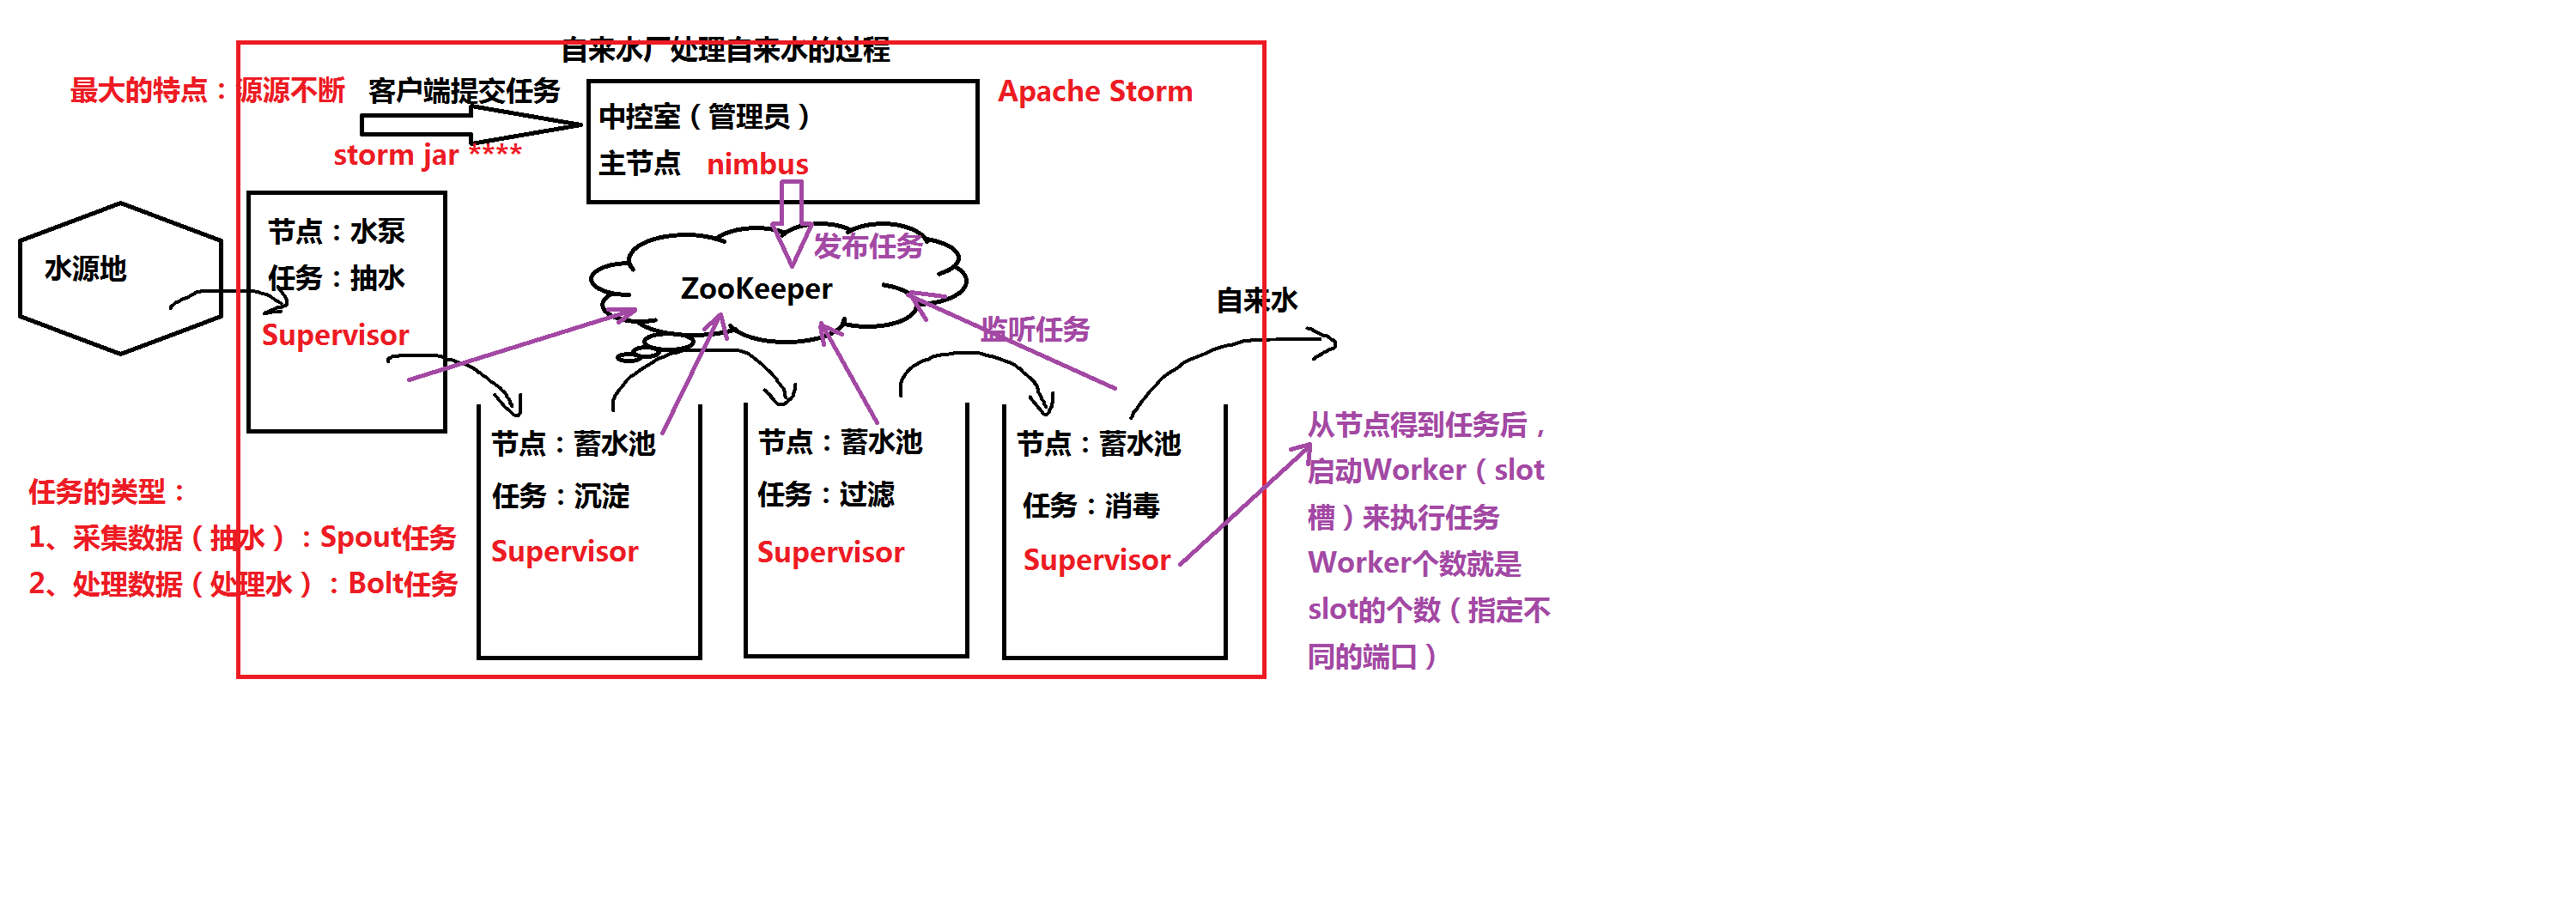 自来水厂处理自来水的过程
最大的特点：源源不断
客户端提交任务
storm jar ****
中控室（管理员）
主节点 nimbus
Apache Storm
水源地
节点：水泵
任务：抽水
Supervisor
发布任务
ZooKeeper
监听任务
自来水
节点：蓄水池
任务：沉淀
Supervisor
节点：蓄水池
任务：过滤
Supervisor
节点：蓄水池
任务：消毒
Supervisor
从节点得到任务后，
启动Worker（slot
槽）来执行任务
Worker个数就是
slot的个数（指定不
同的端口）
任务的类型：
1、采集数据（抽水）：Spout任务
2、处理数据（处理水）：Bolt任务